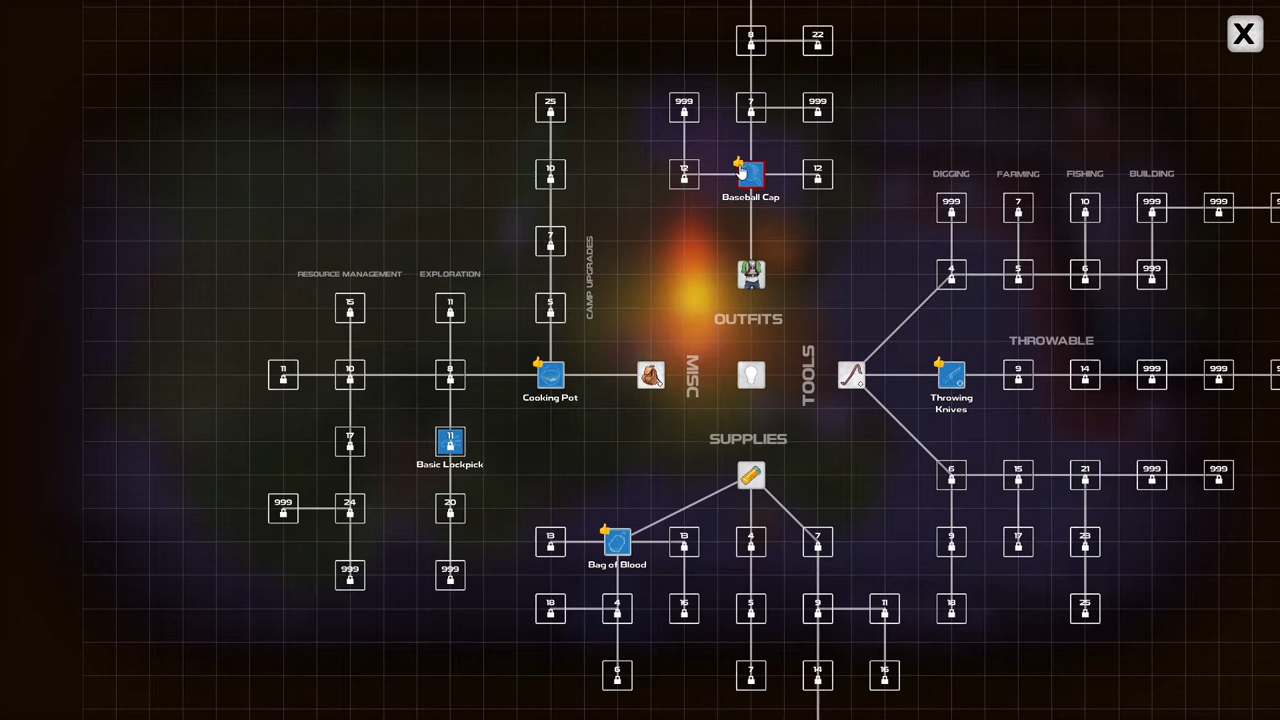 8 22
X
25 999 7 999
10 12 12
Baseball Cap
DIGGING FARMING FISHING BUILDING
999 7 10 999 999
7
CAMP UPGRADES
RESOURCE MANAGEMENT EXPLORATION
4 5 6 999
15 11 5
OUTFITS
THROWABLE
11 10 8
MISC
TOOLS
9 14 999 999
Cooking Pot
Throwing
Knives
17 11
SUPPLIES
Basic Lockpick
6 15 21 999 999
999 24 20
13 13 4 7 9 17 23
Bag of Blood
999 999
18 4 16 5 9 11 18 25
6 7 14 16